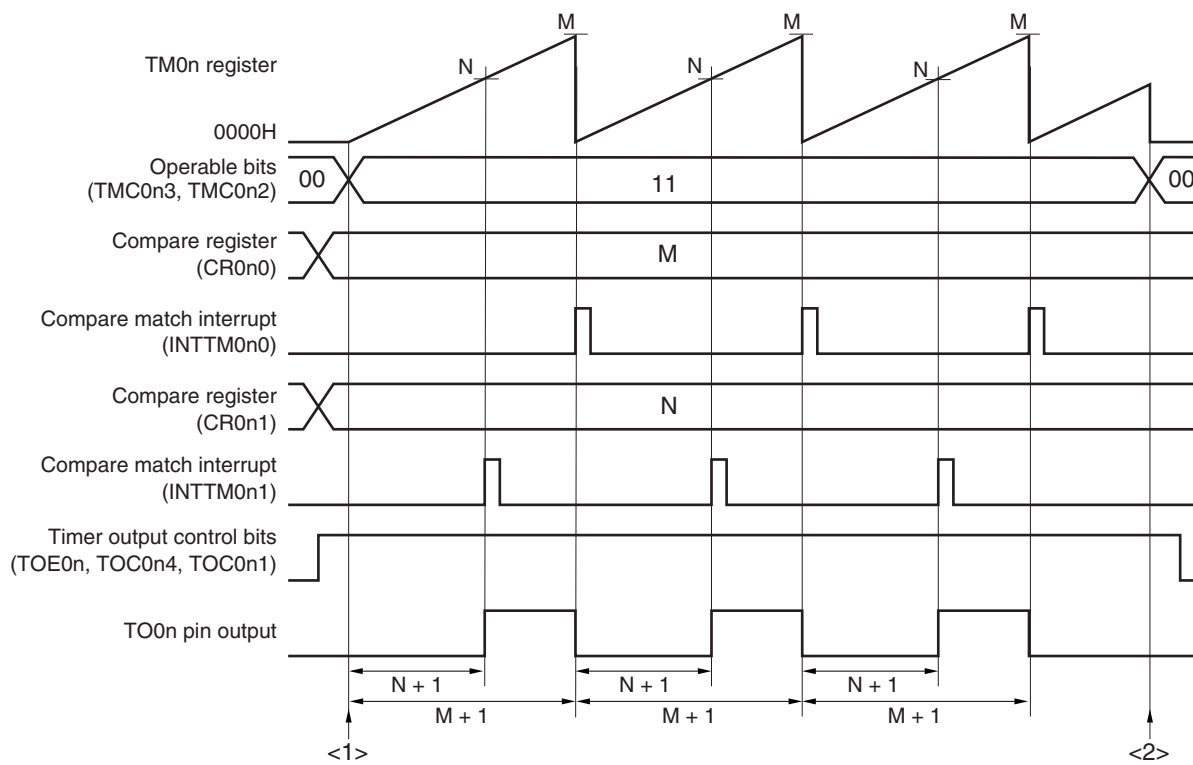 M
M
M
TM0n register
N
N
N
0000H
Operable bits
(TMC0n3, TMC0n2)
00
11
00
Compare register
(CR0n0)
M
Compare match interrupt
(INTTM0n0)
Compare register
(CR0n1)
N
Compare match interrupt
(INTTM0n1)
Timer output control bits
(TOE0n, TOC0n4, TOC0n1)
TO0n pin output
N + 1
N + 1
N + 1
M + 1
M + 1
M + 1
<1>
<2>